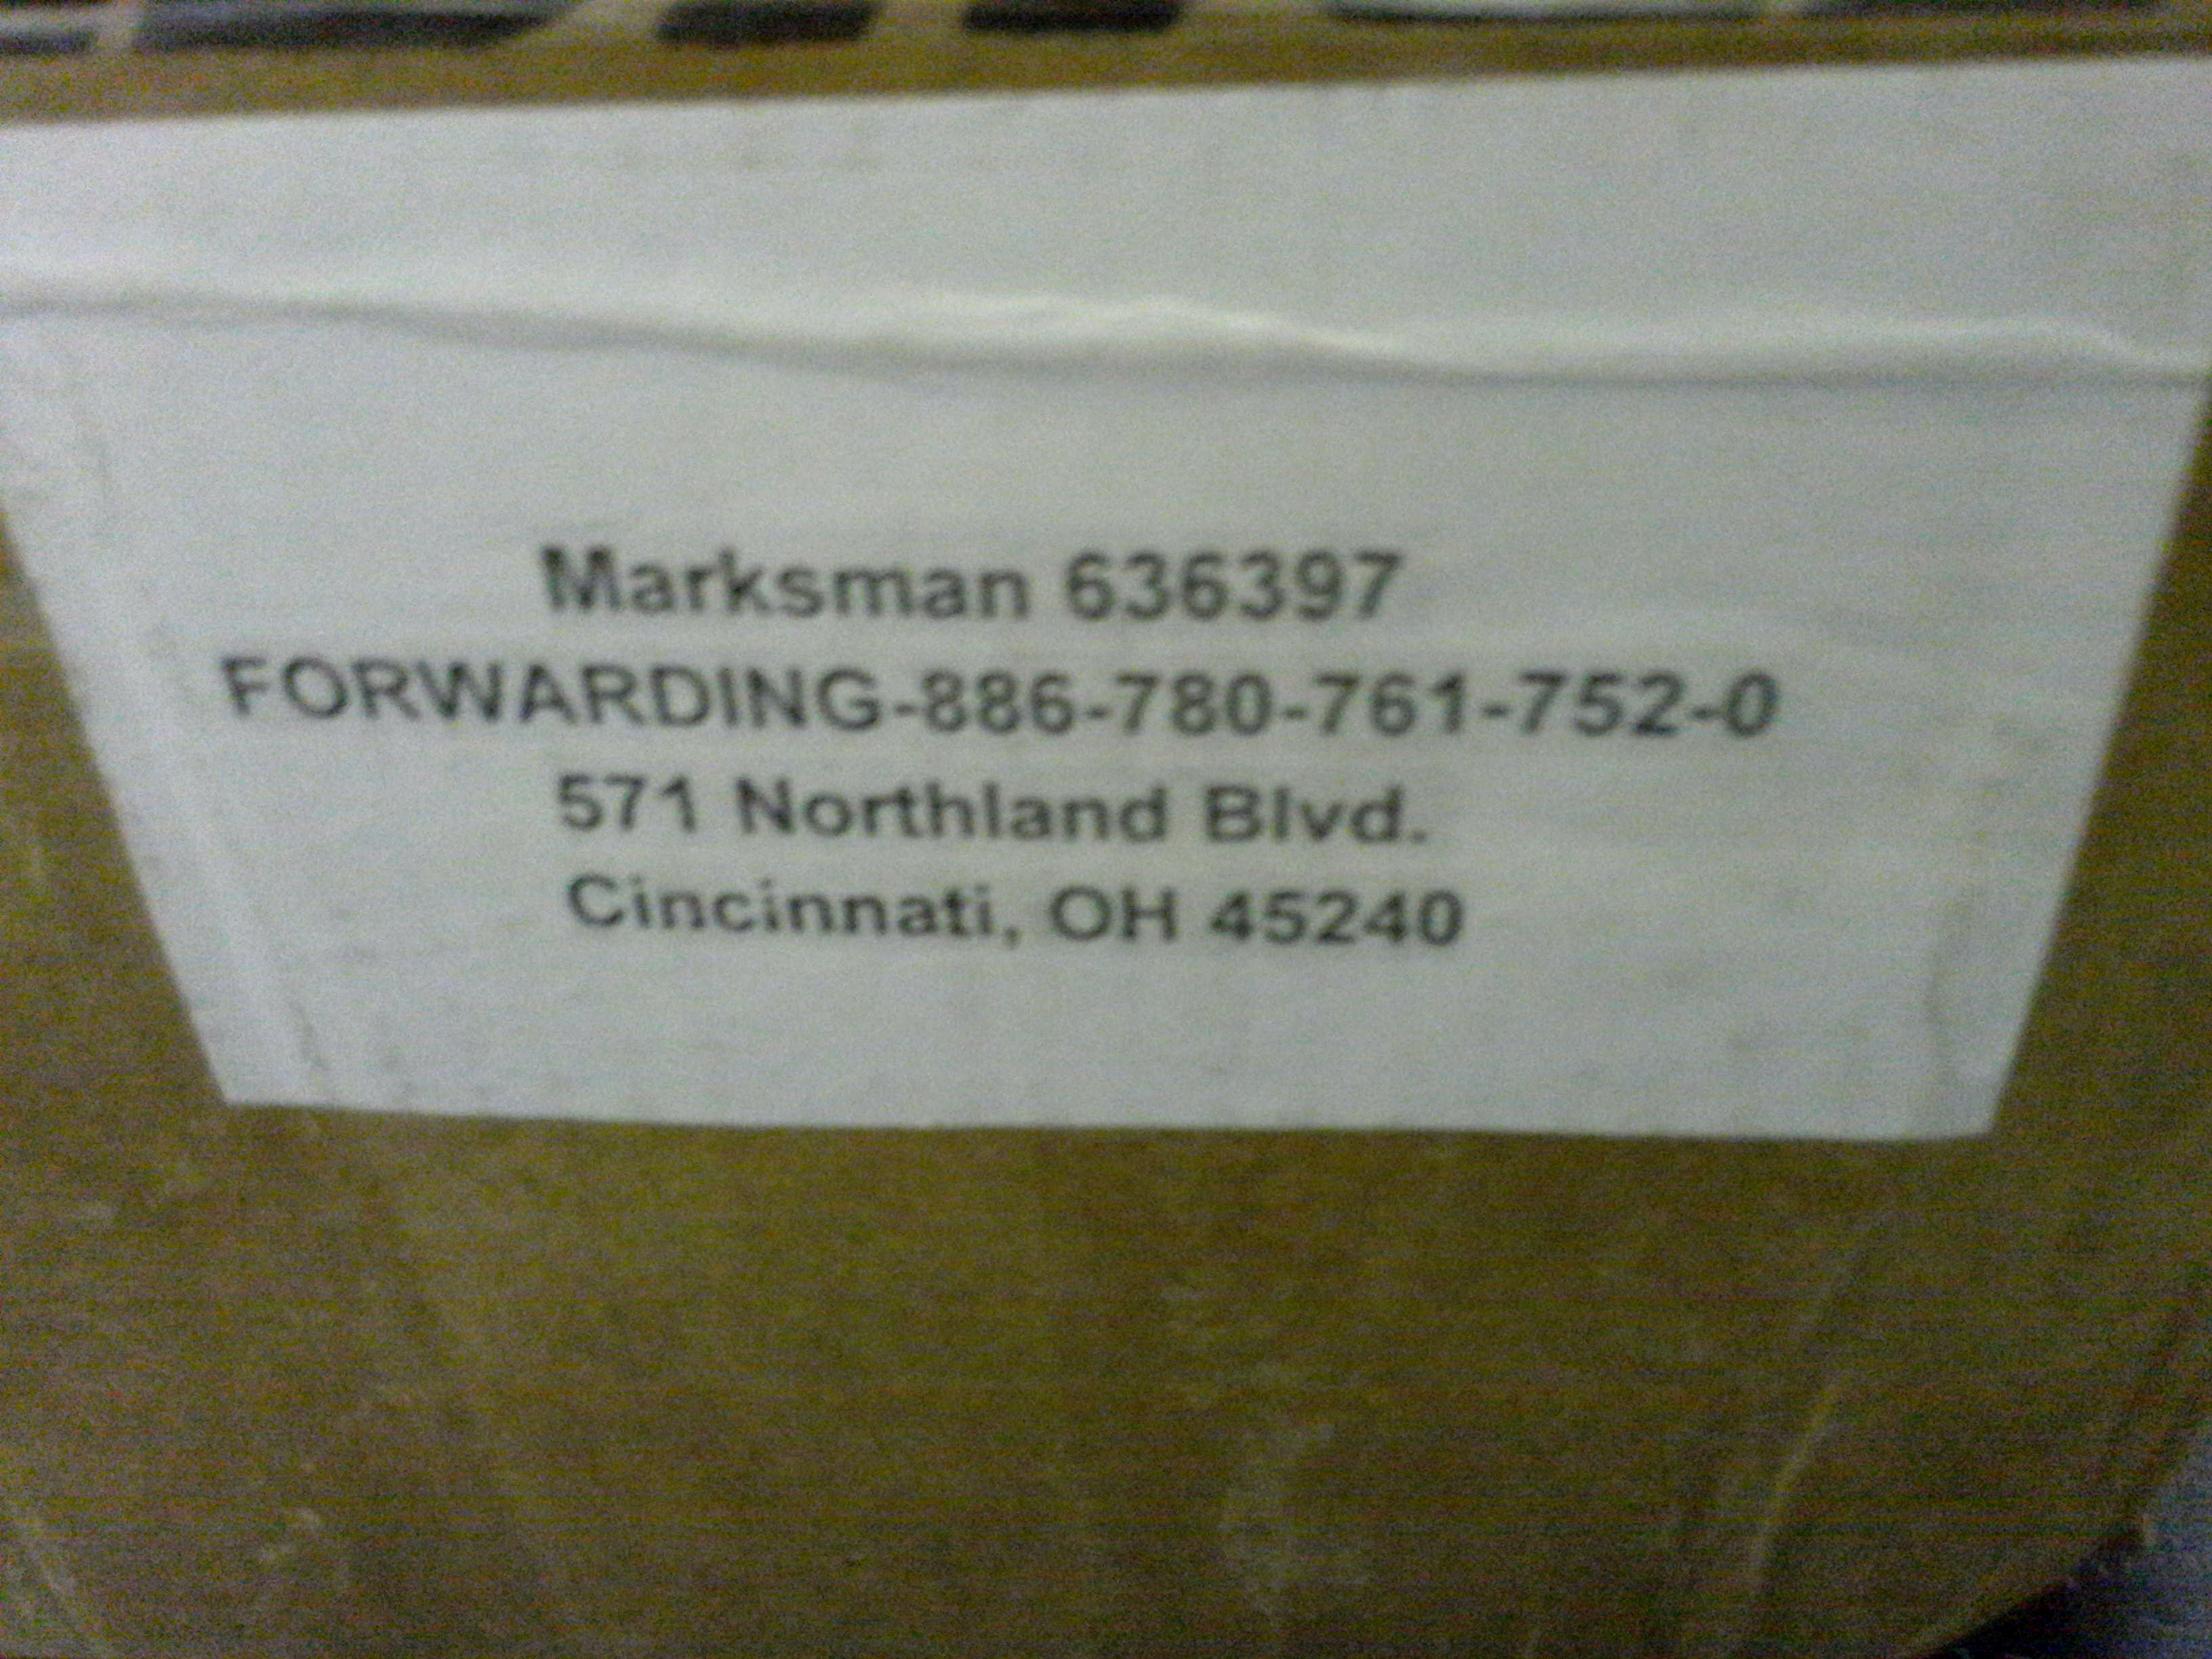 Marksman 636397
FORWARDING-886-780-761-752-0
571 Northland Blvd.
Cincinnati, OH 45240